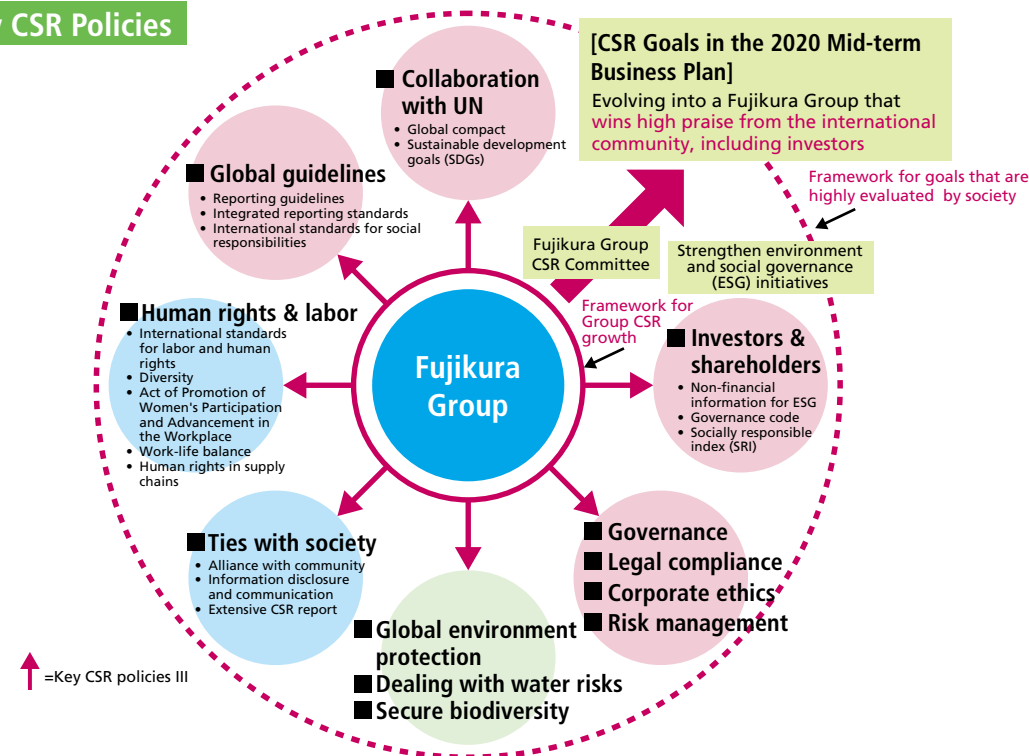 CSR Policies
[CSR Goals in the 2020 Mid-term
Business Plan]
Evolving into a Fujikura Group that
wins high praise from the international
community, including investors
Framework for goals that are
highly evaluated by society
■ Collaboration
with UN
• Global compact
• Sustainable development
goals (SDGs)
■ Global guidelines
• Reporting guidelines
• Integrated reporting standards
• International standards for social
responsibilities
Fujikura Group
CSR Committee
Strengthen environment
and social governance
(ESG) initiatives
Framework for
Group CSR
growth
■ Human rights & labor
• International standards
for labor and human
rights
• Diversity
• Act of Promotion of
Women's Participation
and Advancement in
the Workplace
• Work-life balance
• Human rights in supply
chains
Fujikura
Group
■ Investors &
shareholders
• Non-financial
information for ESG
• Governance code
• Socially responsible
index (SRI)
■ Ties with society
• Alliance with community
• Information disclosure
and communication
• Extensive CSR report
■ Governance
■ Legal compliance
■ Corporate ethics
■ Risk management
■ Global environment
protection
■ Dealing with water risks
■ Secure biodiversity
=Key CSR policies III